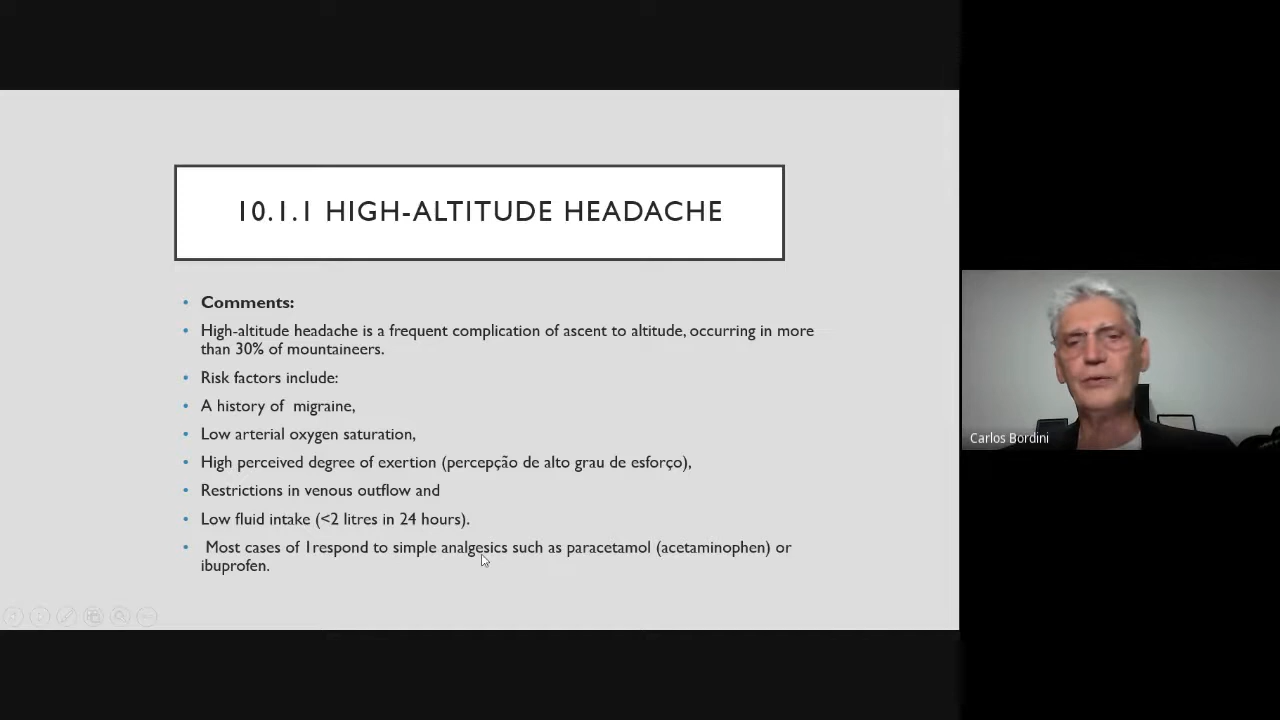 10.1.1 HIGH-ALTITUDE HEADACHE
• Comments:
• High-altitude headache is a frequent complication of ascent to altitude, occurring in more
than 30% of mountaineers.
• Risk factors include:
• A history of  migraine,
• Low arterial oxygen saturation,
• High perceived degree of exertion (percepção de alto grau de esforço),
• Restrictions in venous outflow and
• Low fluid intake (<2 litres in 24 hours).
•  Most cases of 1respond to simple analgesics such as paracetamol (acetaminophen) or
ibuprofen.
Carlos Bordini